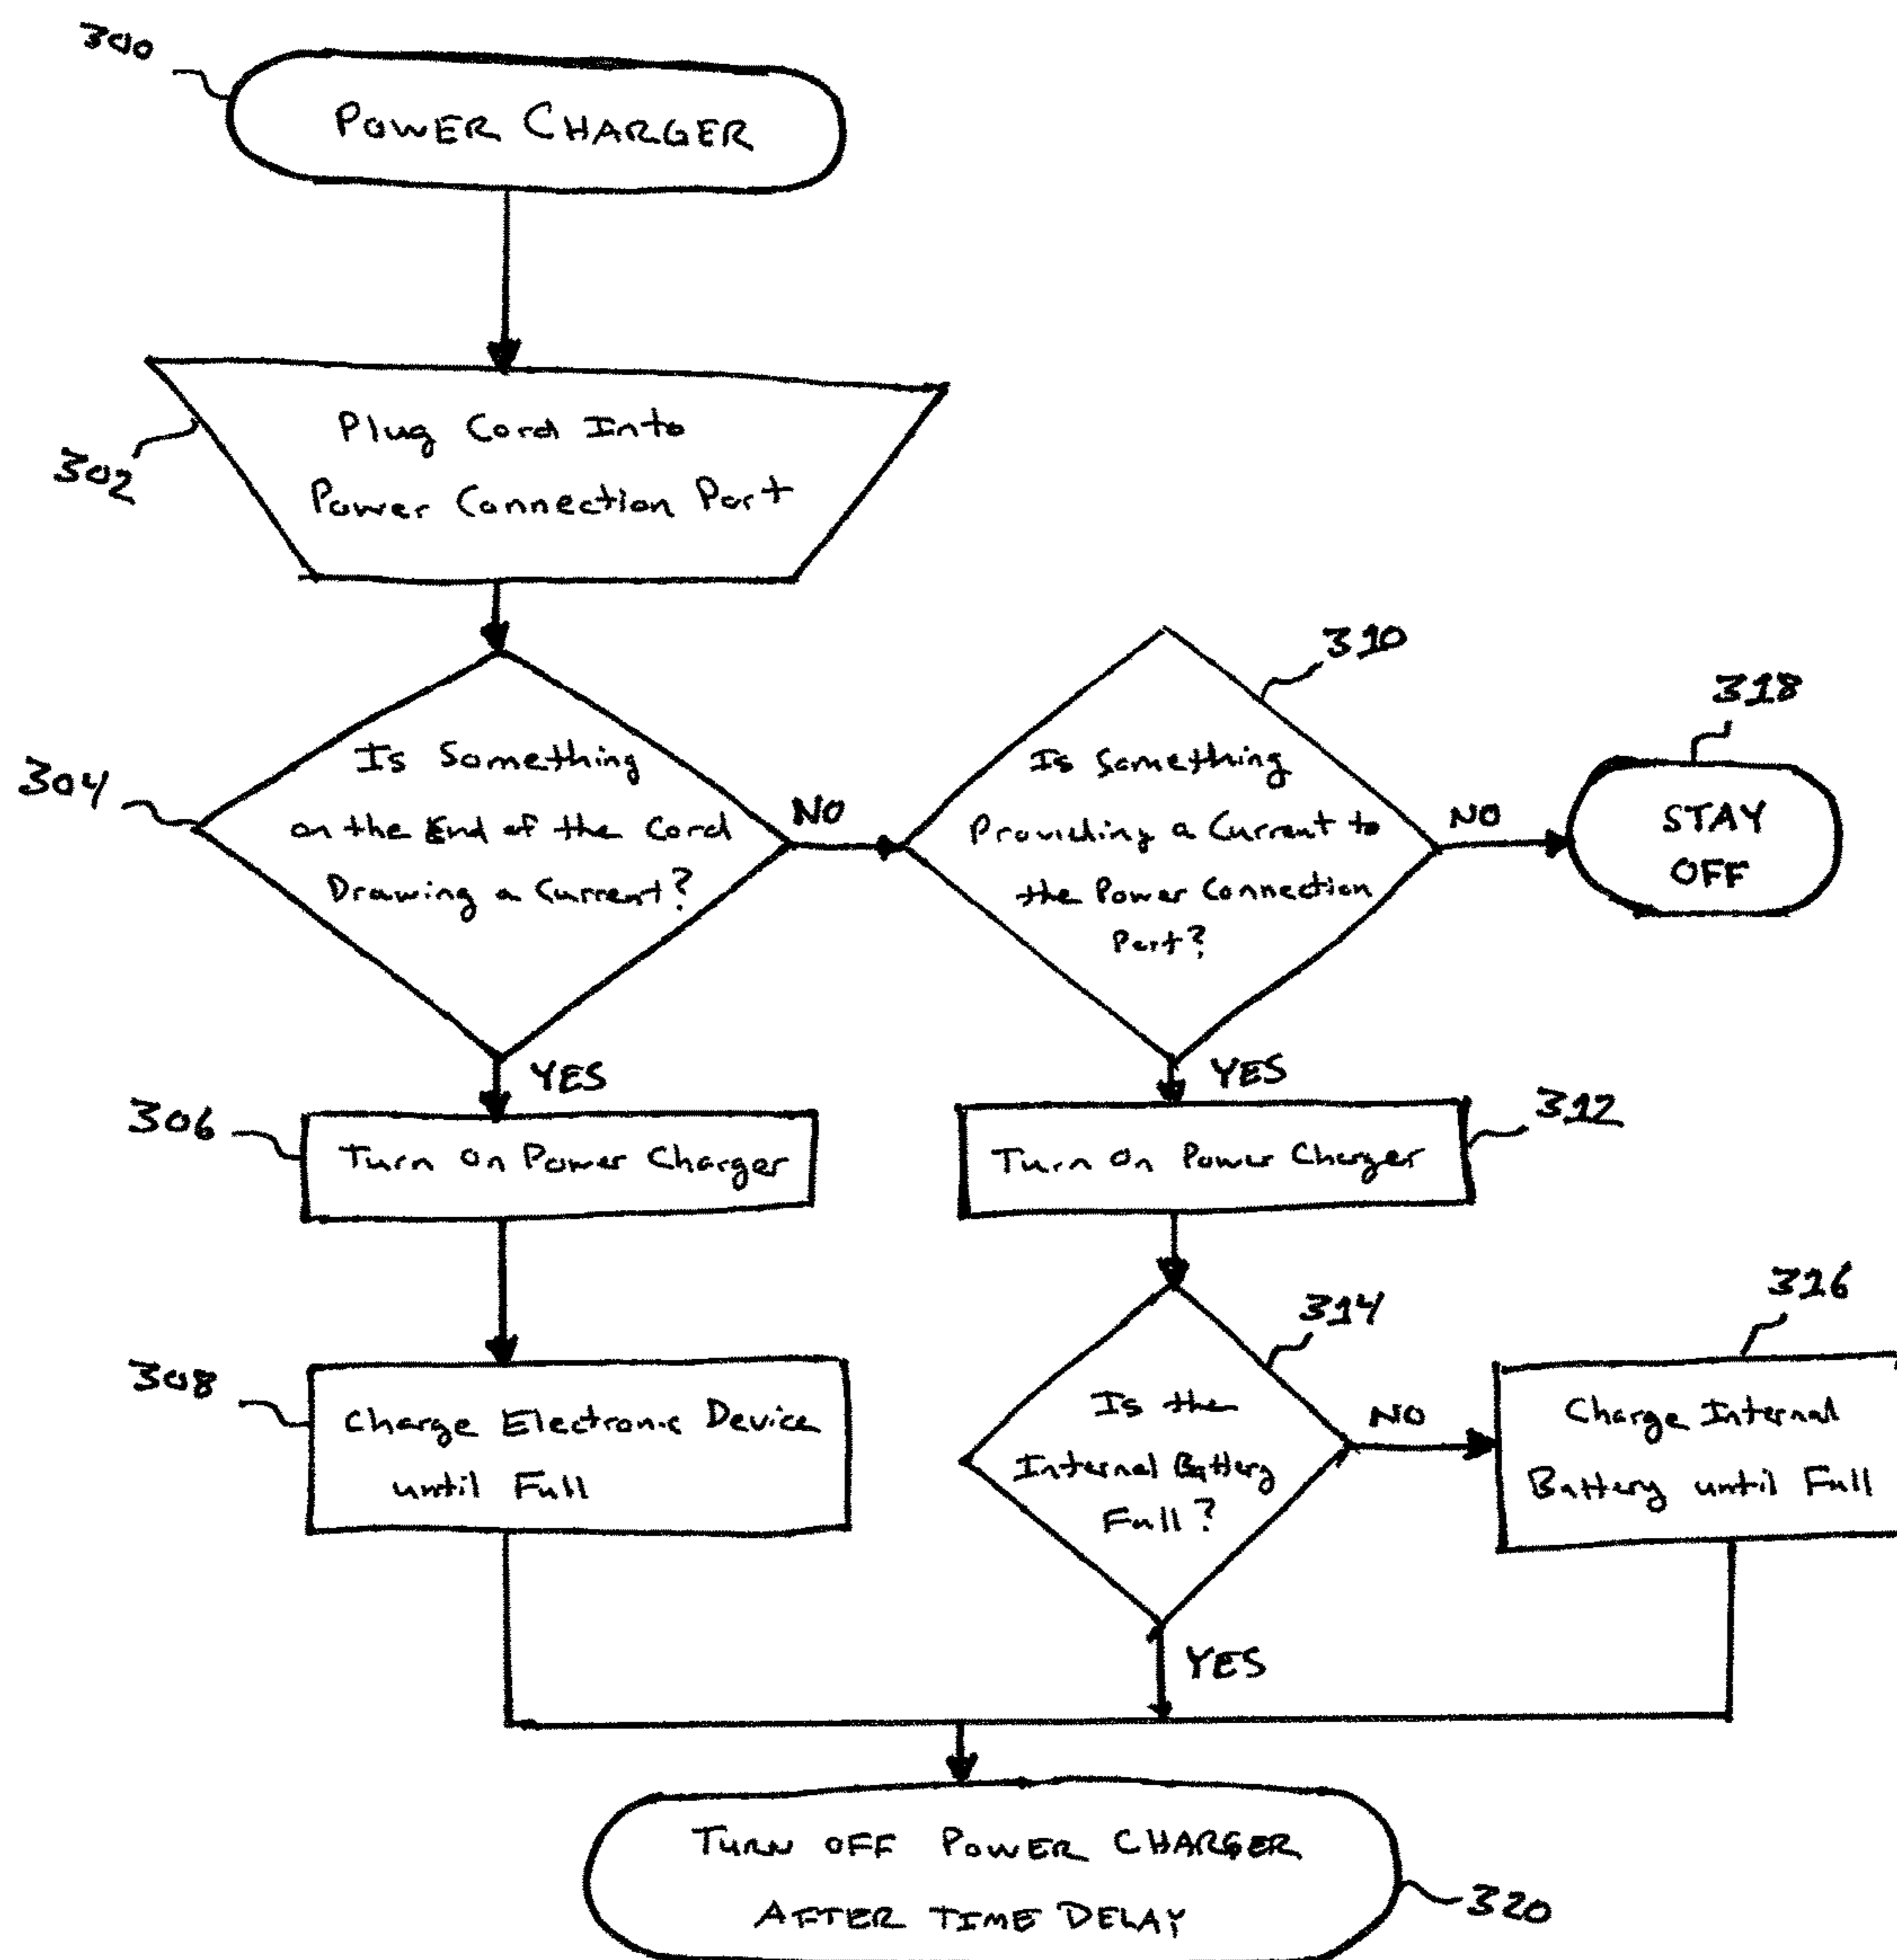 300
POWER CHARGER
302
Plug Cord Into
Power Connection Port
304
Is Something
on the End of the Cord
Drawing a Current?
NO
YES
310
Is Something
Providing a Current to
the Power Connection
Port?
NO
YES
318
STAY
OFF
306
Turn On Power Charger
312
Turn On Power Charger
308
Charge Electronic Device
until Full
314
Is the
Internal Battery
Full?
NO
YES
316
Charge Internal
Battery until Full
TURN OFF POWER CHARGER
AFTER TIME DELAY
320